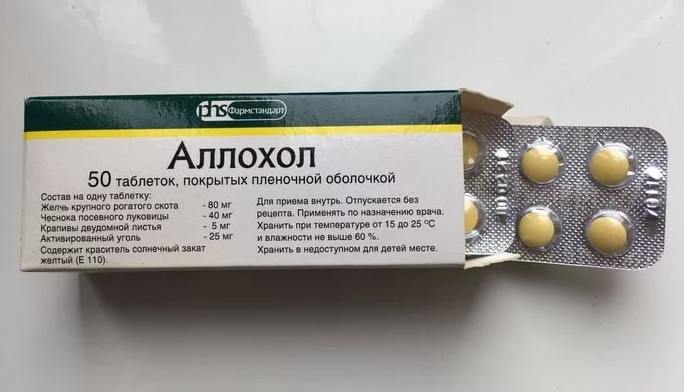 phs Фармстандарт
Аллохол
50 таблеток, покрытых пленочной оболочкой
Состав на одну таблетку:
Желчь крупного рогатого скота - 80 мг
Чеснока посевного луковицы - 40 мг
Крапивы двудомной листья - 5 мг
Активированный уголь - 25 мг
Содержит краситель солнечный закат
желтый (Е 110).
Для приема внутрь. Отпускается без
рецепта. Применять по назначению врача.
Хранить при температуре от 15 до 25 °С
и влажности не выше 60 %.
Хранить в недоступном для детей месте.